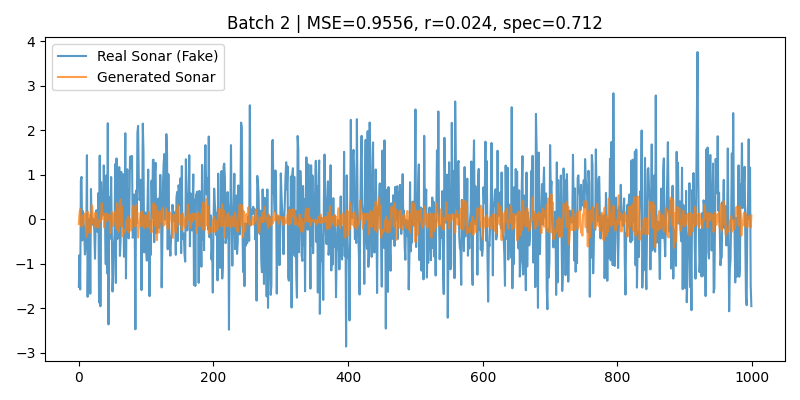 Batch 2 | MSE=0.9556, r=0.024, spec=0.712
Real Sonar (Fake)
Generated Sonar
4
3
2
1
0
−1
−2
−3
0 200 400 600 800 1000